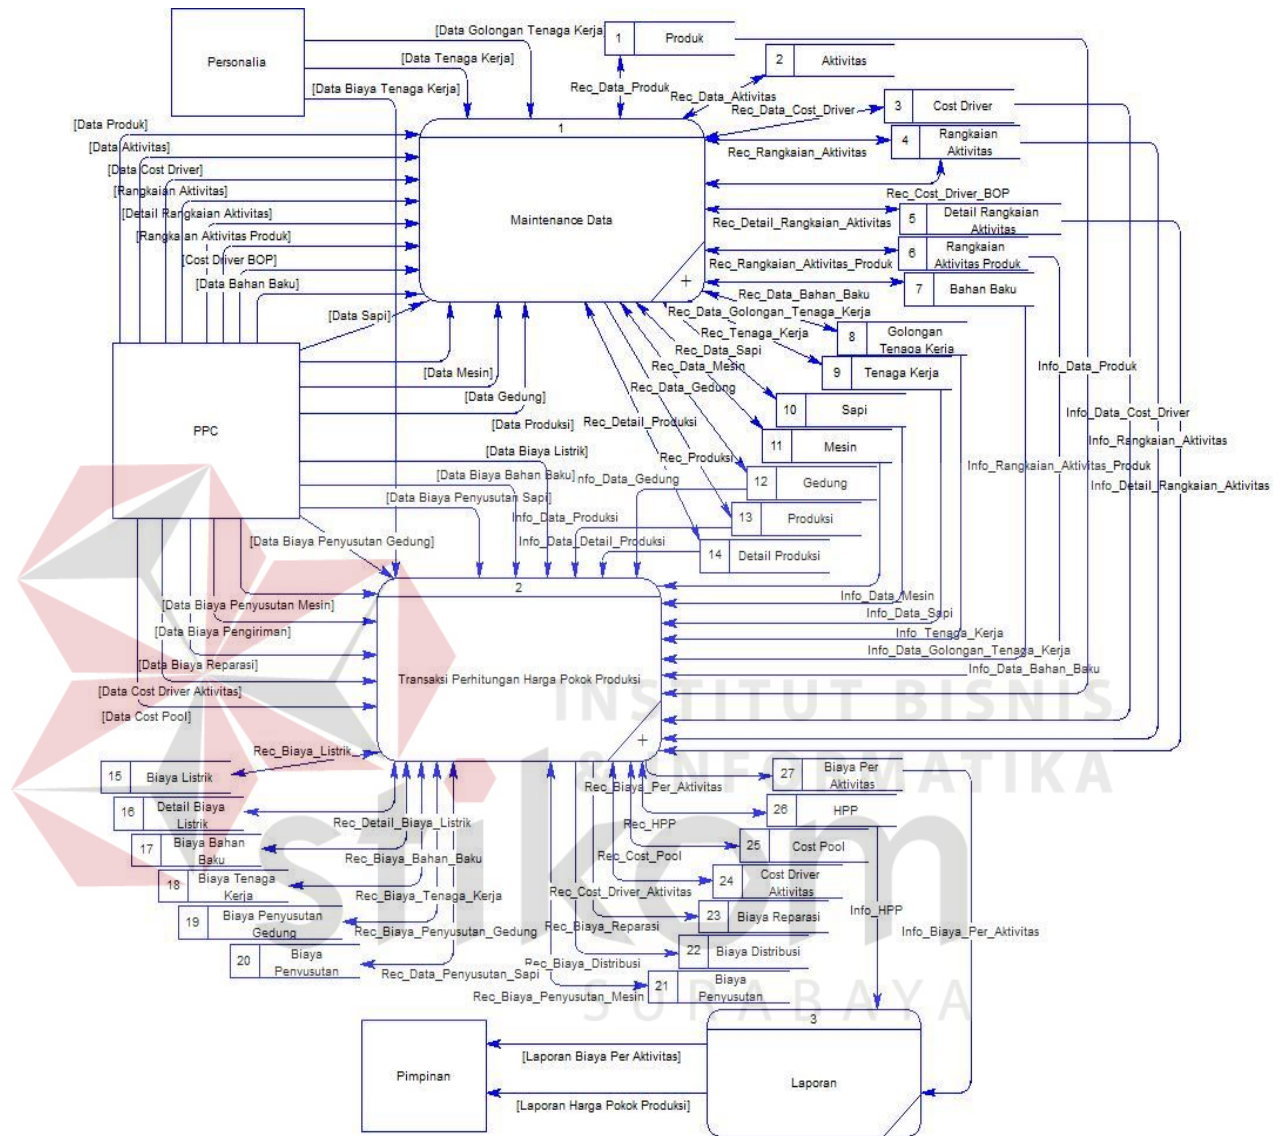 Personalia
[Data Golongan Tenaga Kerja
[Data Tenaga Kerja]
[Data Biaya Tenaga Kerja]
1 Produk
2 Aktivitas
Rec_Data_Produk
Rec_Data_Aktivitas
Rec_Data_Cost_Driver
3 Cost Driver
4 Rangkaian
Aktivitas
Rec_Rangkaian_Aktivitas
Rec_Cost_Driver_BOP
[Data Produk]
[Data Aktivitas]
[Data Cost Driver]
[Rangkaian Aktivitas]
[Detail Rangkaian Aktivitas]
[Rangkaian Aktivitas Produk]
[Cost Driver BOP]
[Data Bahan Baku]
[Data Sapi]
1
Maintenance Data
+
Rec_Detail_Rangkaian_Aktivitas
5 Detail Rangkaian
Aktivitas
Rec_Rangkaian_Aktivitas_Produk
6 Rangkaian
Aktivitas Produk
Rec_Data_Bahan_Baku
7 Bahan Baku
Rec_Data_Golongan_Tenaga_Kerja
8 Golongan
Tenaga Kerja
Rec_Tenaga_Kerja
9 Tenaga Kerja
Rec_Data_Sapi
10 Sapi
Rec_Data_Mesin
11 Mesin
Rec_Data_Gedung
12 Gedung
Rec_Detail_Produksi
Rec_Produksi
13 Produksi
14 Detail Produksi
PPC
[Data Mesin]
[Data Gedung]
[Data Produksi]
[Data Biaya Listrik]
[Data Biaya Bahan Baku]
nfo_Data_Gedung
[Data Biaya Penyusutan Sapi]
Info_Data_Produksi
[Data Biaya Penyusutan Gedung]
Info_Data_Detail_Produksi
Info_Data_Produk
Info_Data_Cost_Driver
Info_Rangkaian_Aktivitas
Info_Rangkaian_Aktivitas_Produk
Info_Detail_Rangkaian_Aktivitas
[Data Biaya Penyusutan Mesin]
[Data Biaya Pengiriman]
[Data Biaya Reparasi]
[Data Cost Driver Aktivitas]
[Data Cost Pool]
2
Transaksi Perhitungan Harga Pokok Produksi
+
Info_Data_Mesin
Info_Data_Sapi
Info_Tenaga_Kerja
Info_Data_Golongan_Tenaga_Kerja
Info_Data_Bahan_Baku
INSTITUT BISNIS
& INFORMATIKA
stikom
SURABAYA
Rec_Biaya_Listrik
15 Biaya Listrik
16 Detail Biaya
Listrik
Rec_Detail_Biaya_Listrik
17 Biaya Bahan
Baku
Rec_Biaya_Bahan_Baku
18 Biaya Tenaga
Kerja
Rec_Biaya_Tenaga_Kerja
19 Biaya Penyusutan
Gedung
Rec_Biaya_Penyusutan_Gedung
20 Biaya
Penyusutan
Rec_Data_Penyusutan_Sapi
Rec_Biaya_Per_Aktivitas
27 Biaya Per
Aktivitas
Rec_HPP
26 HPP
Rec_Cost_Pool
25 Cost Pool
Rec_Cost_Driver_Aktivitas
24 Cost Driver
Aktivitas
Rec_Biaya_Reparasi
23 Biaya Reparasi
Rec_Biaya_Distribusi
22 Biaya Distribusi
Rec_Biaya_Penyusutan_Mesin
21 Biaya
Penyusutan
Info_HPP
Info_Biaya_Per_Aktivitas
Pimpinan
[Laporan Biaya Per Aktivitas]
[Laporan Harga Pokok Produksi]
3
Laporan